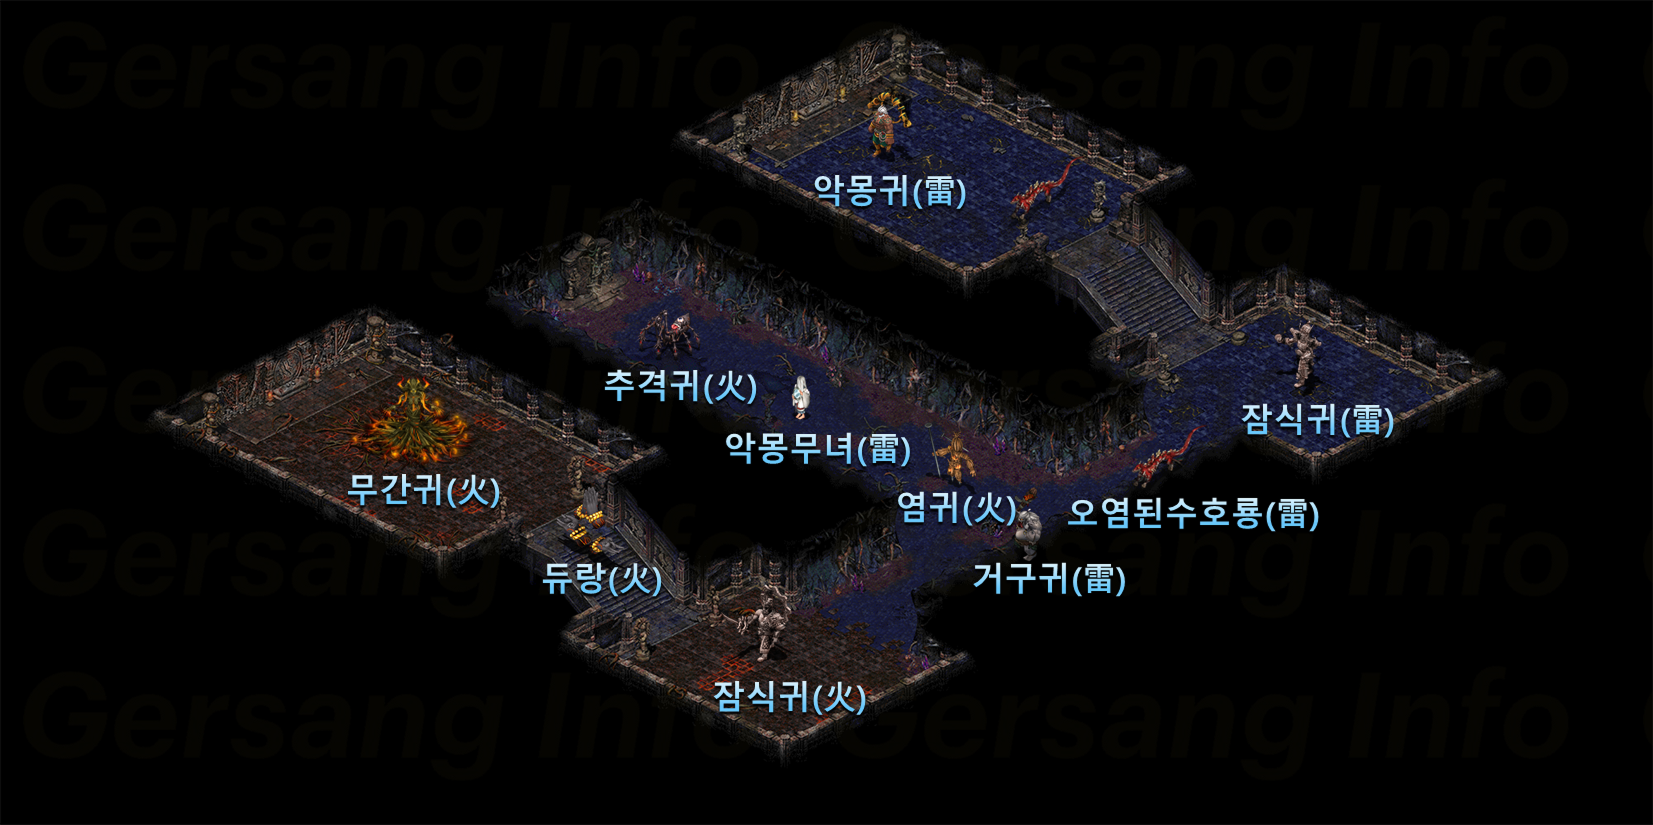 Gersang Info
악몽귀(雷)
추격귀(火)
악몽무녀(雷)
잠식귀(雷)
무간귀(火)
염귀(火)
오염된수호룡(雷)
듀랑(火)
거구귀(雷)
잠식귀(火)